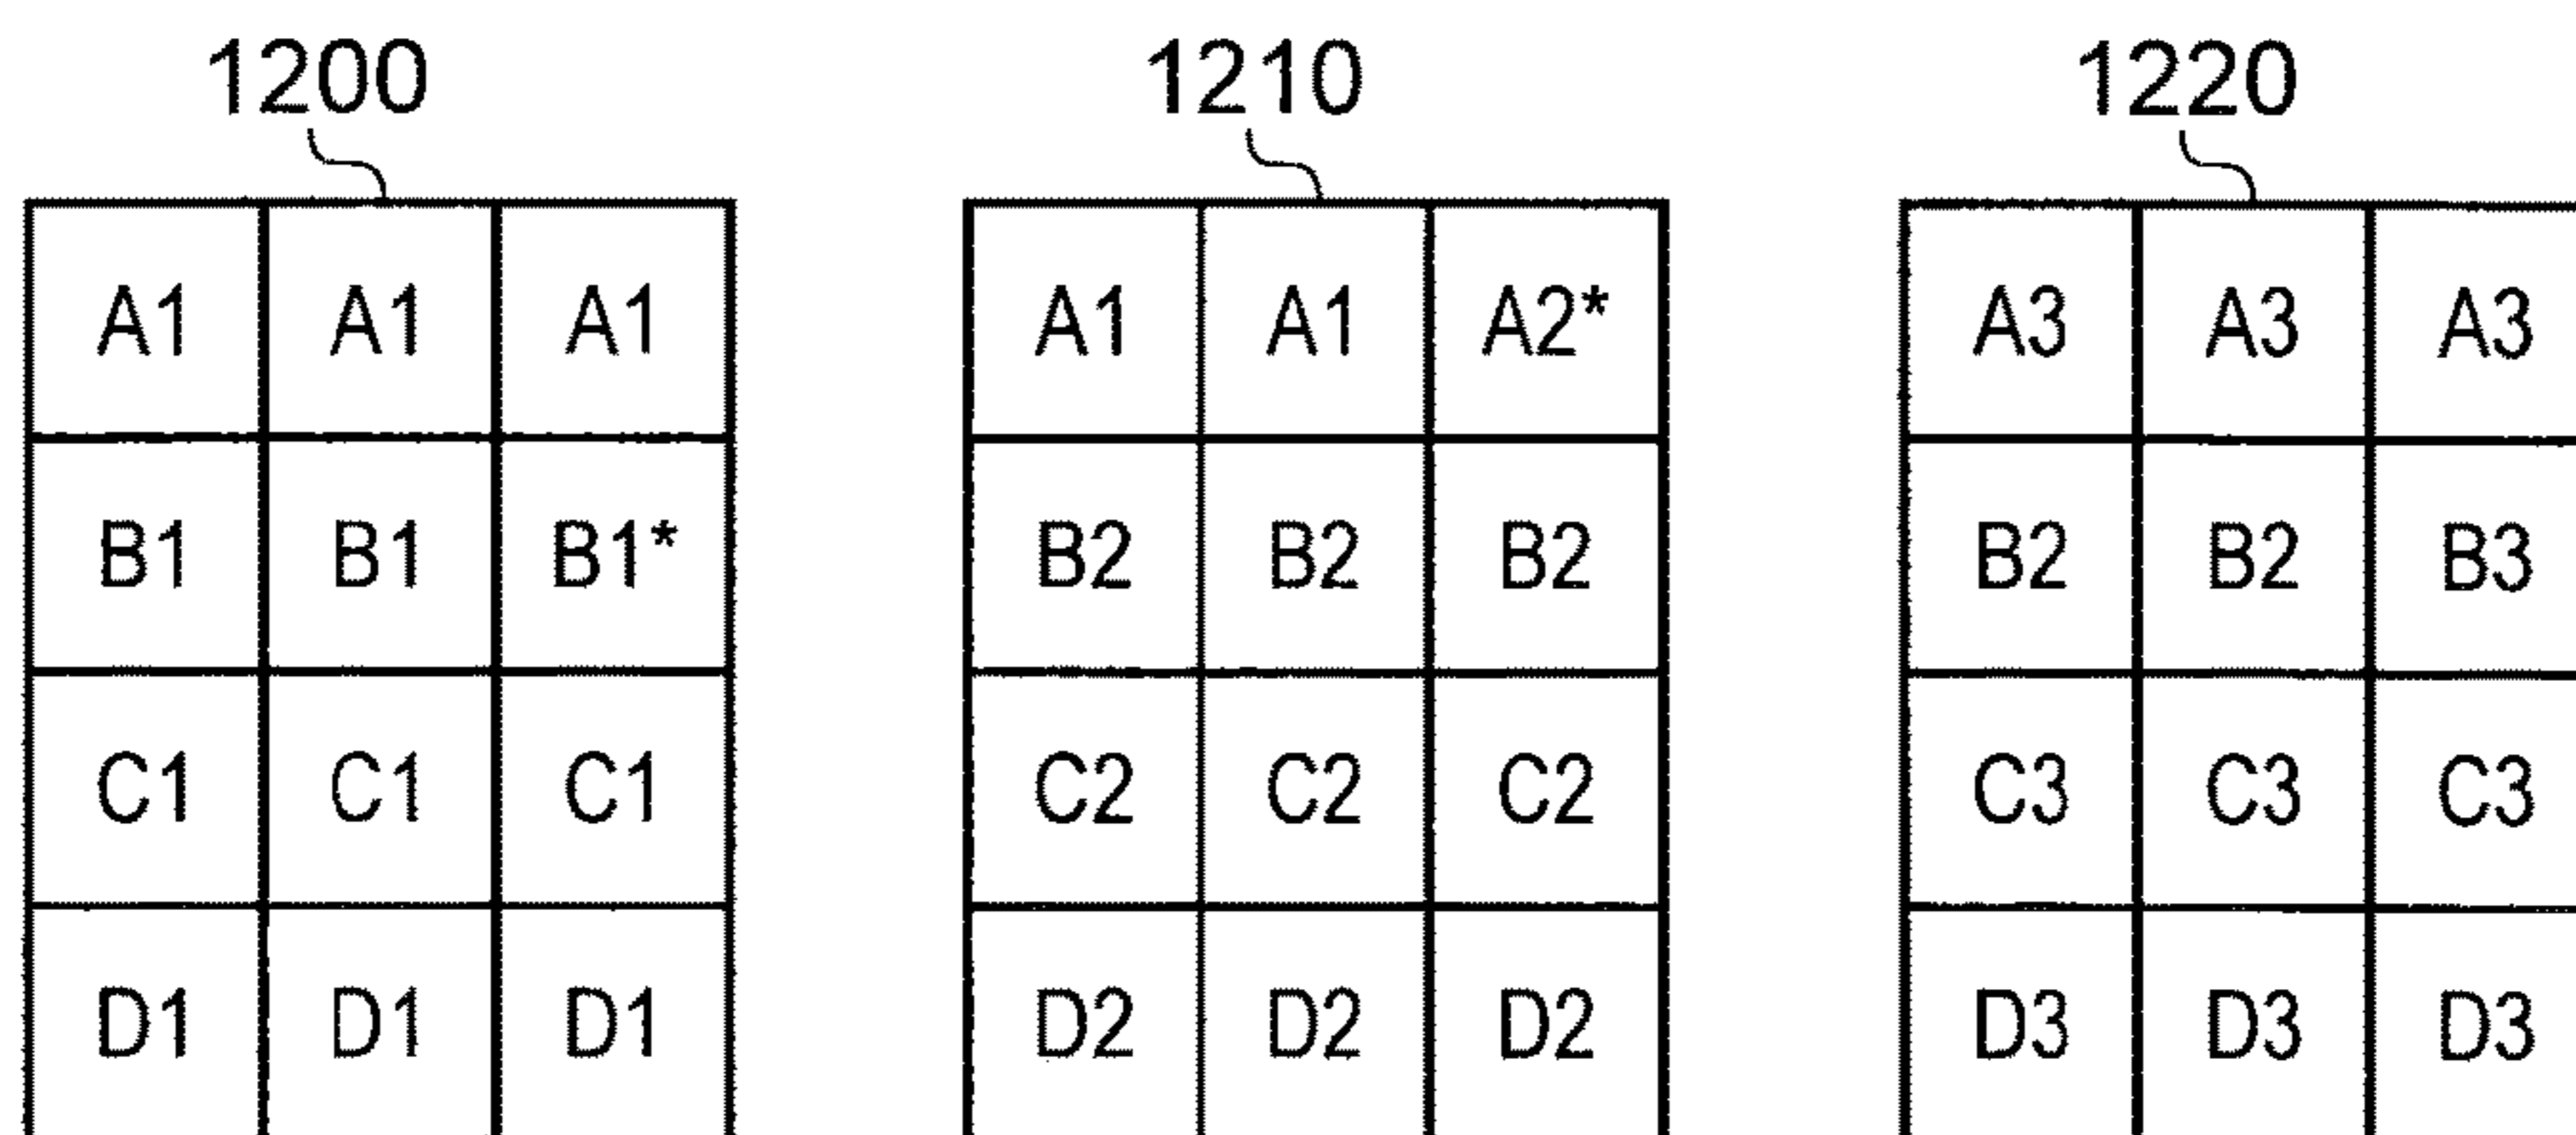 1200 1210 1220
A1 A1 A1 A1 A1 A2* A3 A3 A3
B1 B1 B1* B2 B2 B2 B2 B2 B3
C1 C1 C1 C2 C2 C2 C3 C3 C3
D1 D1 D1 D2 D2 D2 D3 D3 D3